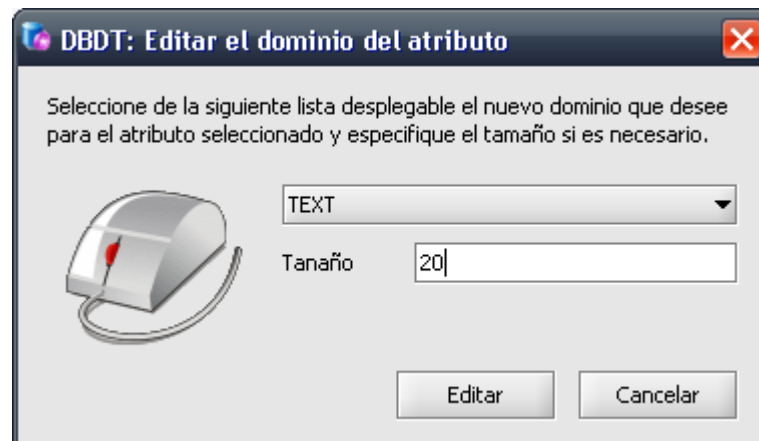 DBDT: Editar el dominio del atributo
Seleccione de la siguiente lista desplegable el nuevo dominio que desee
para el atributo seleccionado y especifique el tamaño si es necesario.
TEXT
Tanaño
20
Editar
Cancelar